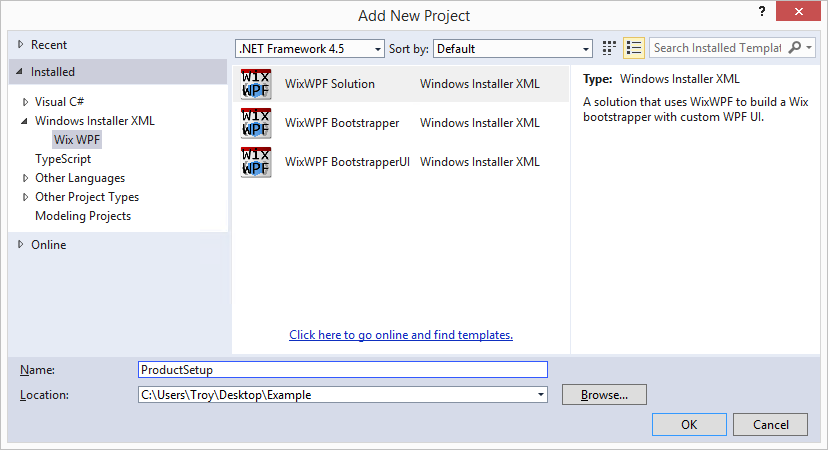 Add New Project
?
Recent
.NET Framework 4.5
Sort by:
Default
Search Installed Templat
Installed
Visual C#
Windows Installer XML
Wix WPF
TypeScript
Other Languages
Other Project Types
Modeling Projects
Online
WIX WPF
WixWPF Solution
Windows Installer XML
WIX WPF
WixWPF Bootstrapper
Windows Installer XML
WIX WPF
WixWPF BootstrapperUI
Windows Installer XML
Type: Windows Installer XML
A solution that uses WixWPF to build a Wix
bootstrapper with custom WPF UI.
Click here to go online and find templates.
Name:
ProductSetup
Location:
C:\Users\Troy\Desktop\Example
Browse...
OK
Cancel